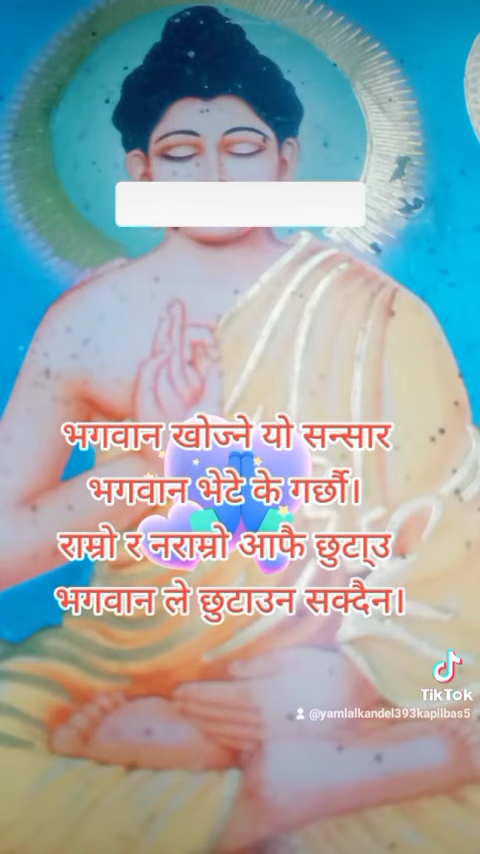 भगवान खोज्ने यो सन्सार
भगवान भेटे के गर्छौ।
राम्रो र नराम्रो आफै छुटा्उ
भगवान ले छुटाउन सक्दैन।
TikTok
@yamlalkandel393kapilbas5